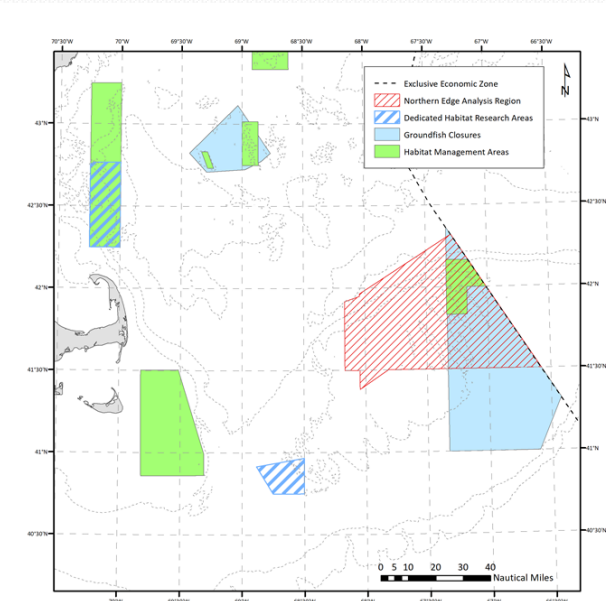 70°30'W 70°W 69°30'W 69°W 68°30'W 68°W 67°30'W 67°W 66°30'W
Exclusive Economic Zone
N
Northern Edge Analysis Region
43°N
Dedicated Habitat Research Areas
43°N
Groundfish Closures
Habitat Management Areas
42°30'N
42°30'N
42°N
42°N
41°30'N
41°30'N
41°N
41°N
40°30'N
40°30'N
0 5 10 20 30 40
Nautical Miles